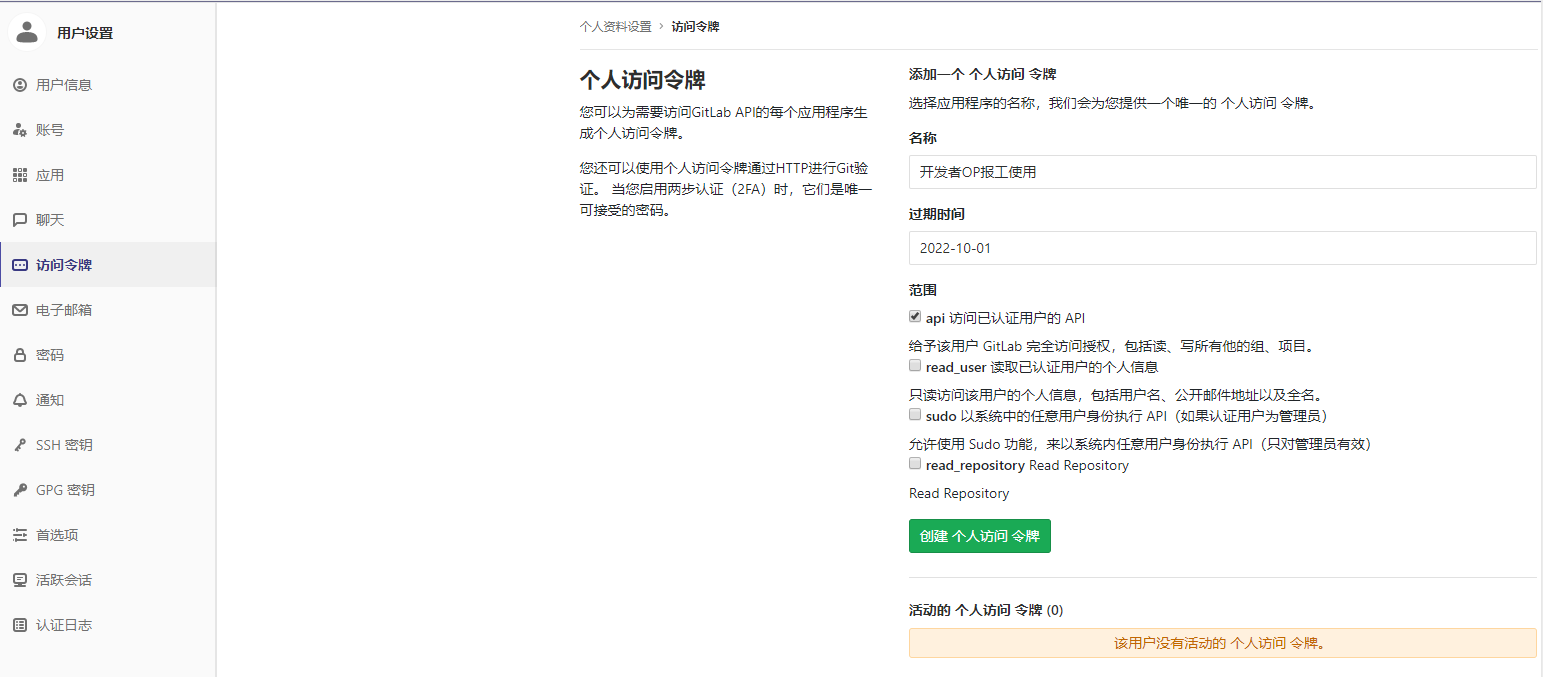 用户设置
用户信息
账号
应用
聊天
访问令牌
电子邮箱
密码
通知
SSH 密钥
GPG 密钥
首选项
活跃会话
认证日志
个人资料设置 › 访问令牌
个人访问令牌
您可以为需要访问GitLab API的每个应用程序生
成个人访问令牌。
您还可以使用个人访问令牌通过HTTP进行Git验
证。 当您启用两步认证（2FA）时，它们是唯一
可接受的密码。
添加一个 个人访问 令牌
选择应用程序的名称，我们会为您提供一个唯一的 个人访问 令牌。
名称
开发者OP报工使用
过期时间
2022-10-01
范围
api 访问已认证用户的 API
给予该用户 GitLab 完全访问授权，包括读、写所有他的组、项目。
read_user 读取已认证用户的个人信息
只读访问该用户的个人信息，包括用户名、公开邮件地址以及全名。
sudo 以系统中的任意用户身份执行 API（如果认证用户为管理员）
允许使用 Sudo 功能，来以系统内任意用户身份执行 API（只对管理员有效）
read_repository Read Repository
Read Repository
创建 个人访问 令牌
活动的 个人访问 令牌 (0)
该用户没有活动的 个人访问 令牌。